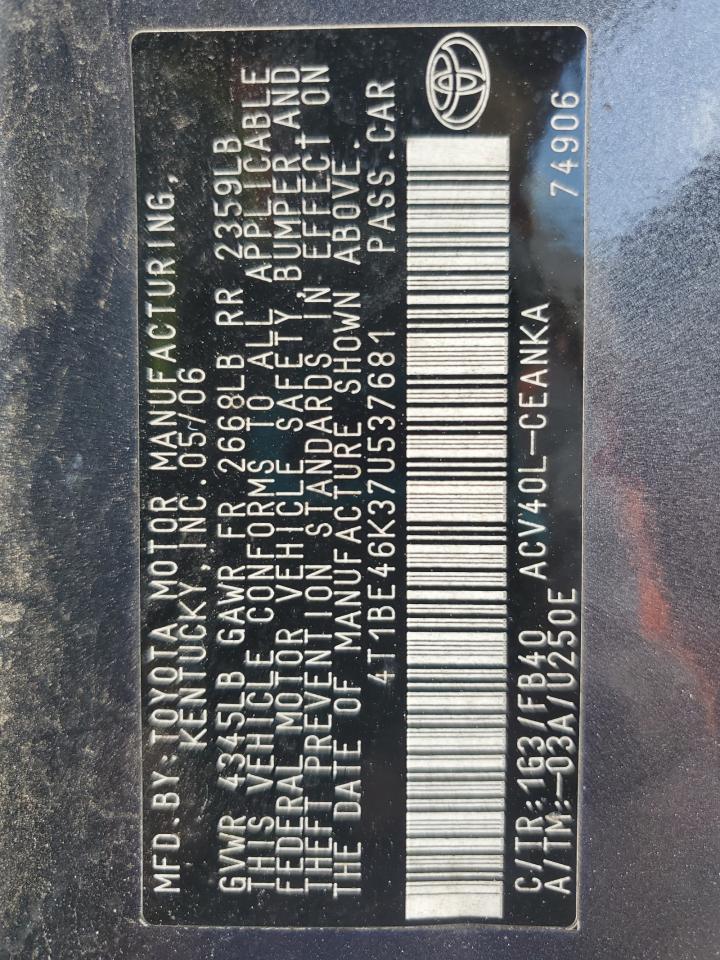 MFD.BY:TOYOTA MOTOR MANUFACTURING,
KENTUCKY,INC.05/06
GVWR 4345LB GAWR FR 2668LB RR 2359LB
THIS VEHICLE CONFORMS TO ALL APPLICABLE
FEDERAL MOTOR VEHICLE SAFETY BUMPER,AND
THEFT PREVENTION STANDARDS IN EFFECT ON
THE DATE OF MANUFACTURE SHOWN ABOVE.
4T1BE46K37U537681 PASS.CAR
C/TR:1G3/FB40 ACV40L-CEANKA
A/TM:-03A/U250E 74906